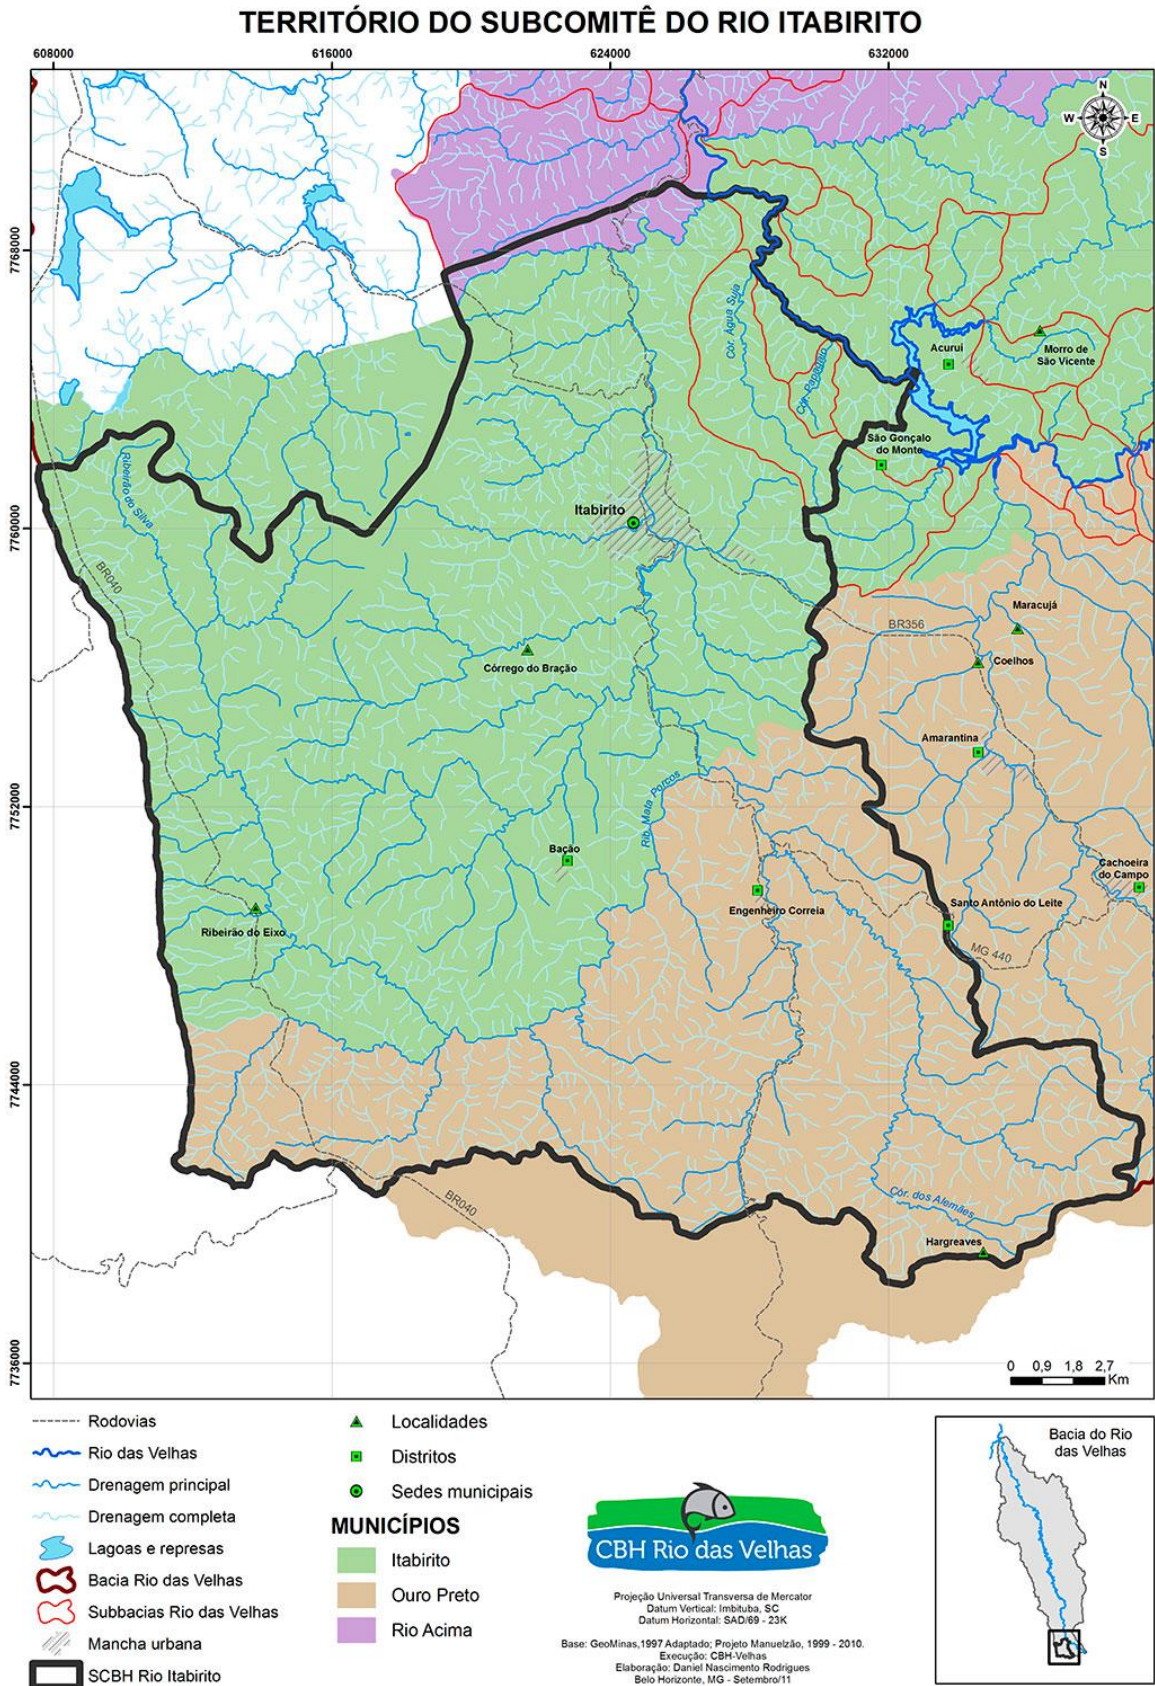 TERRITÓRIO DO SUBCOMITÊ DO RIO ITABIRITO
608000
616000
624000
632000
N
W
E
S
7768000
7760000
7752000
7744000
7736000
Cór. Água Suja
Cór. Papagaio
Acuruí
Morro de
São Vicente
São Gonçalo
do Monte
Ribeirão do Silva
Itabirito
BR040
Maracujá
BR356
Coelhos
Córrego do Bração
Amarantina
Rib. Mata Porcos
Bação
Cachoeira
do Campo
Engenheiro Correia
Santo Antônio do Leite
Ribeirão do Eixo
MG 440
BR040
Cór. dos Alemães
Hargreaves
0 0,9 1,8 2,7
Km
Rodovias
Rio das Velhas
Drenagem principal
Drenagem completa
Lagoas e represas
Bacia Rio das Velhas
Subbacias Rio das Velhas
Mancha urbana
SCBH Rio Itabirito
Localidades
Distritos
Sedes municipais
MUNICÍPIOS
Itabirito
Ouro Preto
Rio Acima
CBH Rio das Velhas
Projeção Universal Transversa de Mercator
Datum Vertical: Imbituba, SC
Datum Horizontal: SAD/69 - 23K
Base: GeoMinas,1997 Adaptado; Projeto Manuelzão, 1999 - 2010.
Execução: CBH-Velhas
Elaboração: Daniel Nascimento Rodrigues
Belo Horizonte, MG - Setembro/11
Bacia do Rio
das Velhas